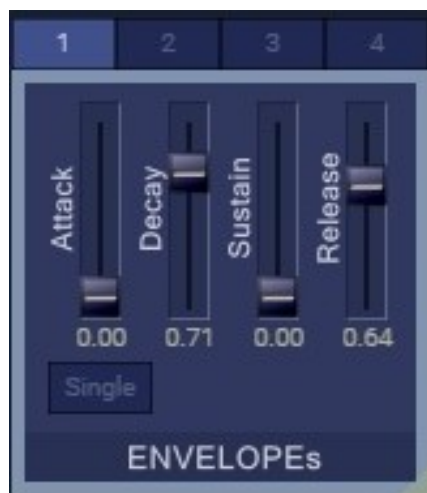 1 2 3 4
Attack Decay Sustain Release
0.00 0.71 0.00 0.64
Single
ENVELOPEs